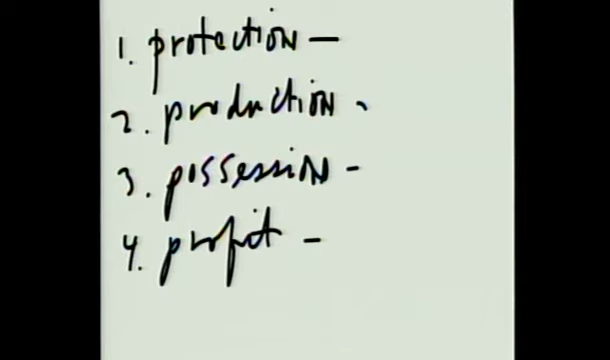 1. protection —
2. production -
3. possession -
4. profit -